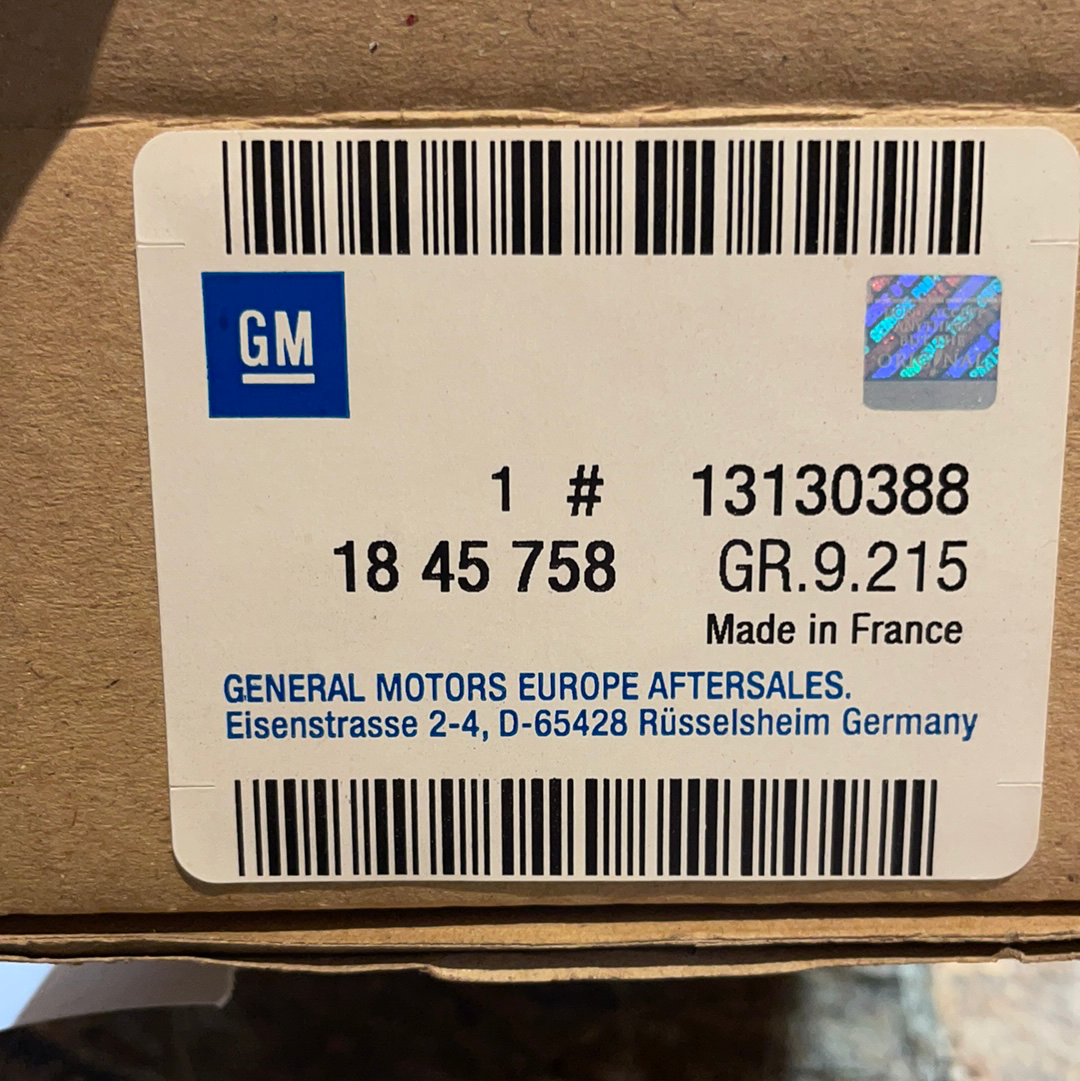 GM
ORIGINAL
1 # 13130388
18 45 758 GR.9.215
Made in France
GENERAL MOTORS EUROPE AFTERSALES.
Eisenstrasse 2-4, D-65428 Rüsselsheim Germany